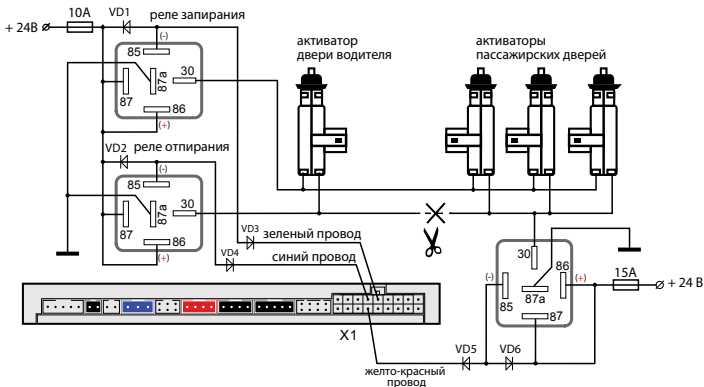 10А
VD1
реле запирания
+ 24В
(-)
85
30
87
87а
86
(+)
активатор
двери водителя
активаторы
пассажирских дверей
VD2
реле отпирания
(-)
85
30
87
87а
86
(+)
VD3
зеленый провод
VD4
синий провод
X1
30
86
(-)
(+)
85
87а
87
15А
+ 24 В
VD5
VD6
желто-красный
провод